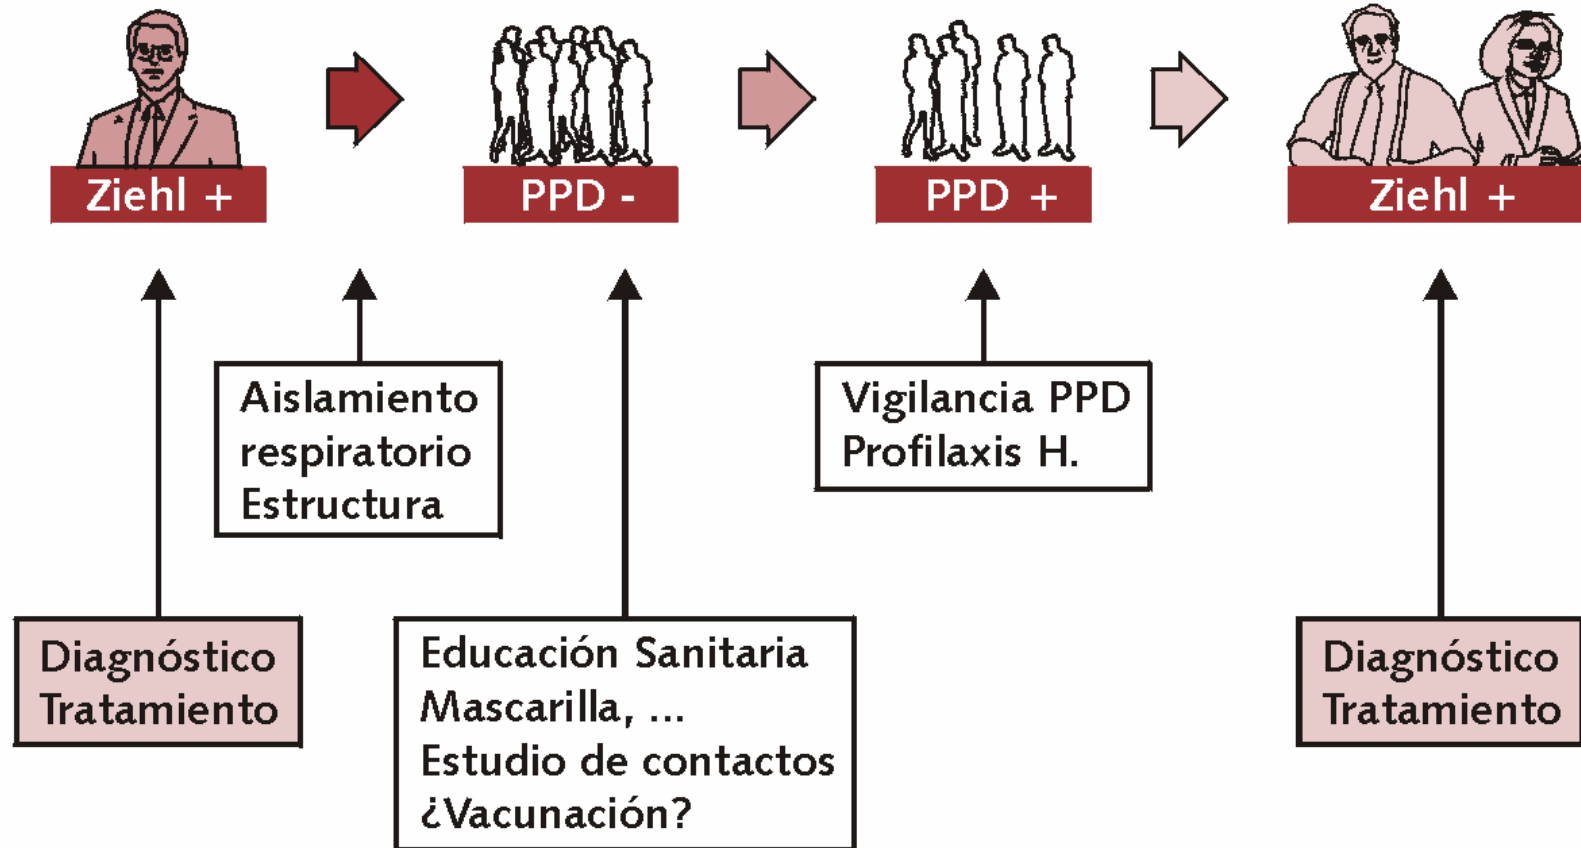 Ziehl +
PPD -
PPD +
Ziehl +
Aislamiento
respiratorio
Estructura
Vigilancia PPD
Profilaxis H.
Diagnóstico
Tratamiento
Educación Sanitaria
Mascarilla, ...
Estudio de contactos
¿Vacunación?
Diagnóstico
Tratamiento